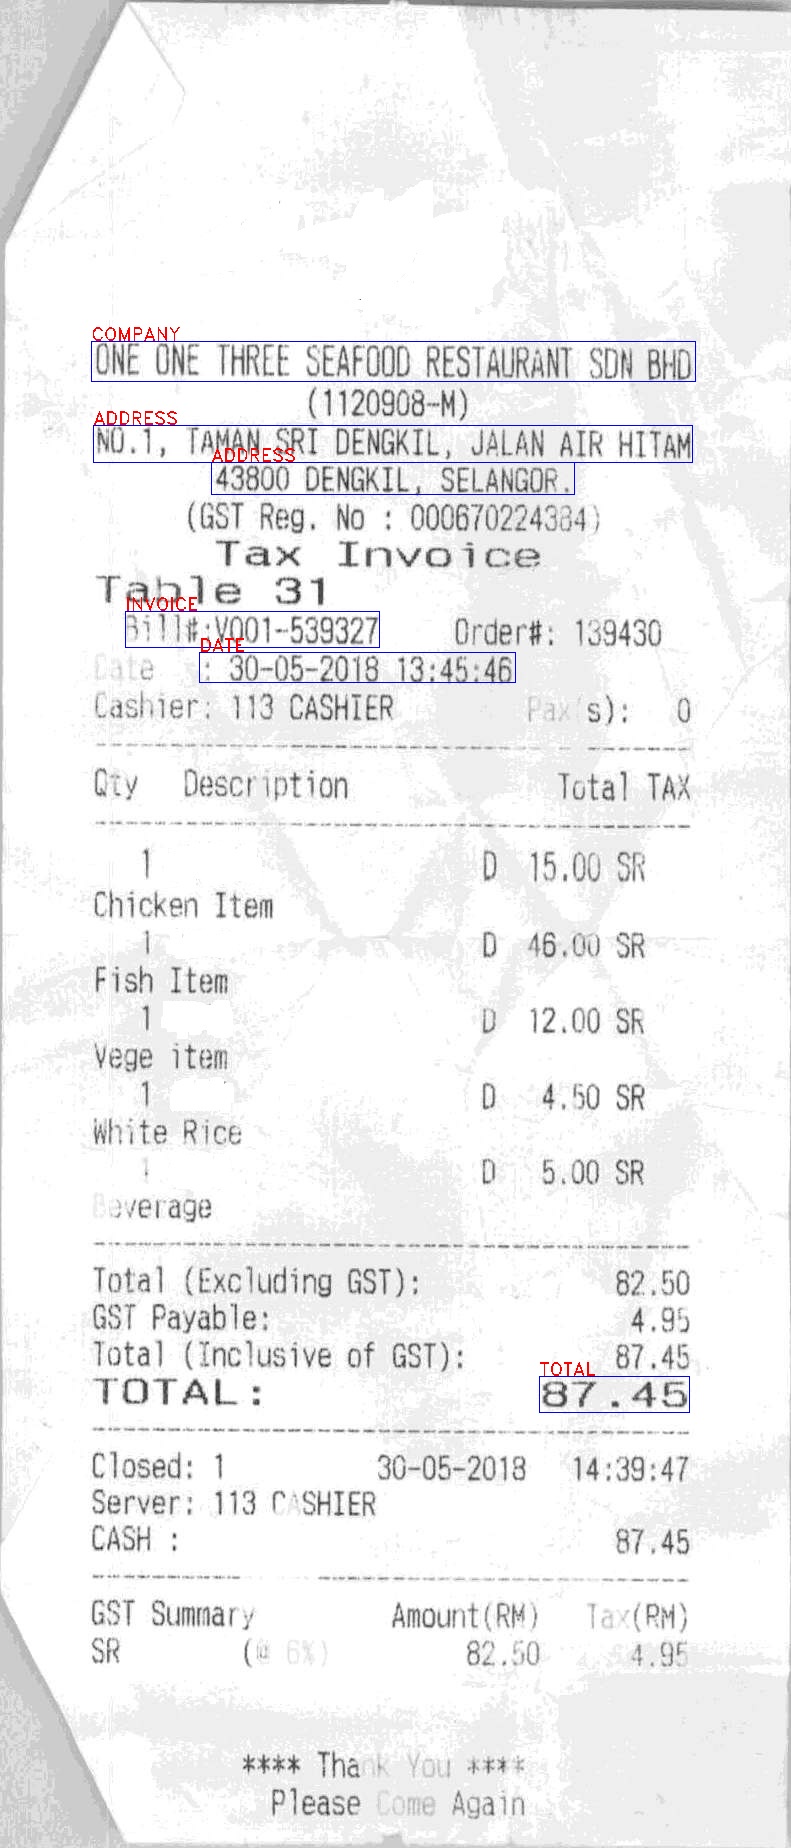 COMPANY
ONE ONE THREE SEAFOOD RESTAURANT SDN BHD
(1120908-M)
ADDRESS
NO.1, TAMAN SRI DENGKIL, JALAN AIR HITAM
ADDRESS
43800 DENGKIL, SELANGOR.
(GST Reg. No : 000670224384)
Tax Invoice
Table 31
INVOICE
Bill#:V001-539327 Order#: 139430
DATE
Date : 30-05-2018 13:45:46
Cashier: 113 CASHIER Pax(s): 0
Qty Description Total TAX
1 D 15.00 SR
Chicken Item
1 D 46.00 SR
Fish Item
1 D 12.00 SR
Vege item
1 D 4.50 SR
White Rice
1 D 5.00 SR
Beverage
Total (Excluding GST): 82.50
GST Payable: 4.95
Total (Inclusive of GST): 87.45
TOTAL
TOTAL: 87.45
Closed: 1 30-05-2018 14:39:47
Server: 113 CASHIER
CASH : 87.45
GST Summary Amount(RM) Tax(RM)
SR (@ 6%) 82.50 4.95
**** Thank You ****
Please Come Again